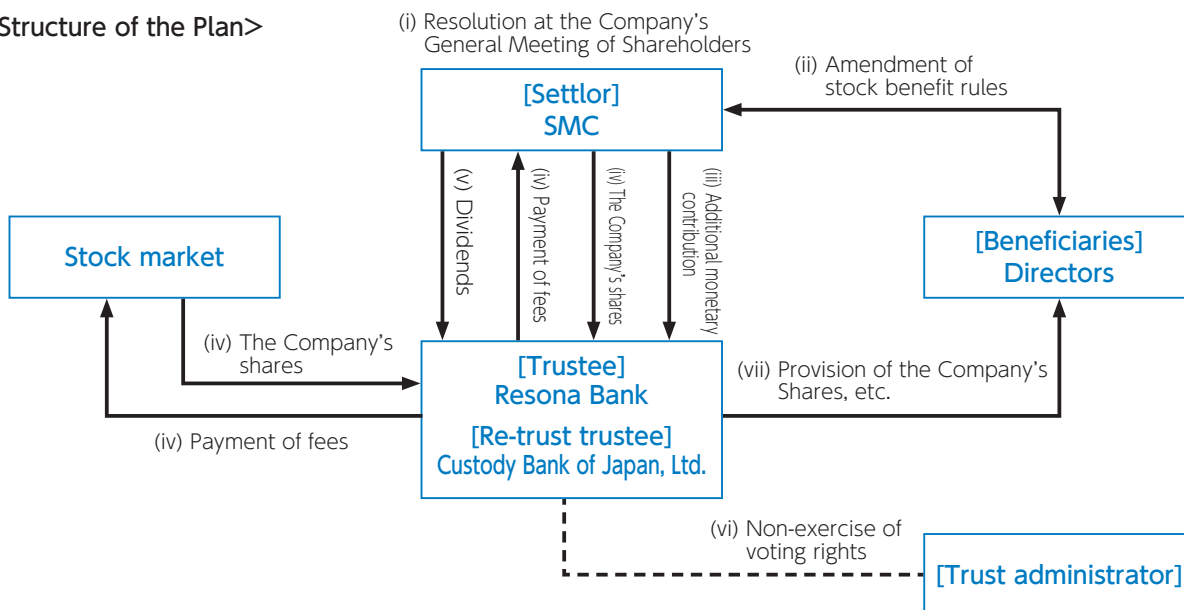 Structure of the Plan>
(i) Resolution at the Company's
General Meeting of Shareholders
(ii) Amendment of
stock benefit rules
[Settlor]
SMC
(v) Dividends
(iv) Payment of fees
(iv) The Company's shares
(iii) Additional monetary
contribution
Stock market
[Beneficiaries]
Directors
(iv) The Company's
shares
(iv) Payment of fees
[Trustee]
Resona Bank
[Re-trust trustee]
Custody Bank of Japan, Ltd.
(vii) Provision of the Company's
Shares, etc.
(vi) Non-exercise of
voting rights
[Trust administrator]